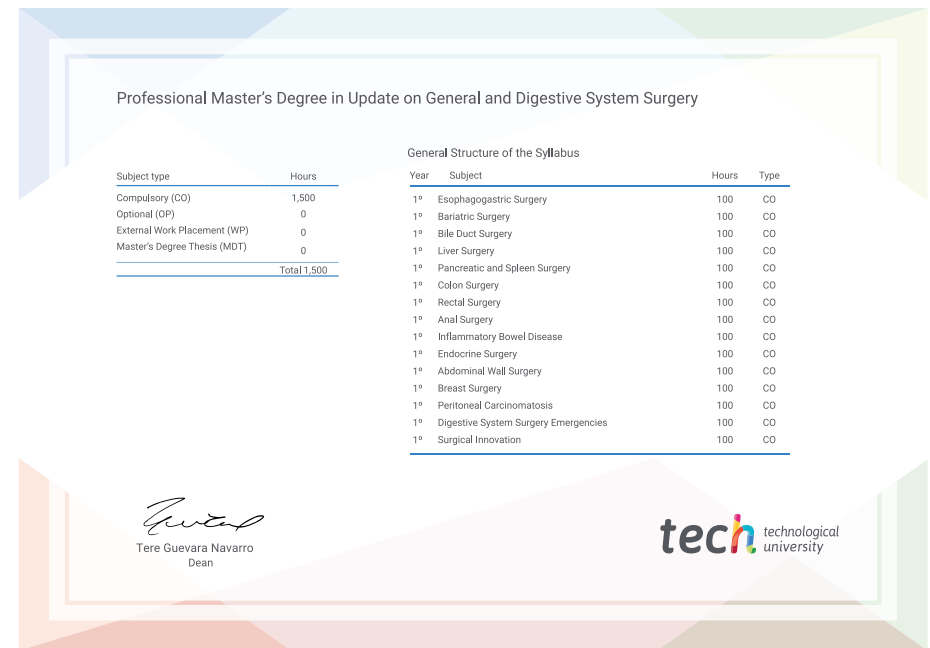 Professional Master's Degree in Update on General and Digestive System Surgery
Subject type Hours
Compulsory (CO) 1,500
Optional (OP) 0
External Work Placement (WP) 0
Master's Degree Thesis (MDT) 0
Total 1,500
General Structure of the Syllabus
Year Subject Hours Type
1º Esophagogastric Surgery 100 CO
1º Bariatric Surgery 100 CO
1º Bile Duct Surgery 100 CO
1º Liver Surgery 100 CO
1º Pancreatic and Spleen Surgery 100 CO
1º Colon Surgery 100 CO
1º Rectal Surgery 100 CO
1º Anal Surgery 100 CO
1º Inflammatory Bowel Disease 100 CO
1º Endocrine Surgery 100 CO
1º Abdominal Wall Surgery 100 CO
1º Breast Surgery 100 CO
1º Peritoneal Carcinomatosis 100 CO
1º Digestive System Surgery Emergencies 100 CO
1º Surgical Innovation 100 CO
Tere Guevara Navarro
Dean
tech technological
university